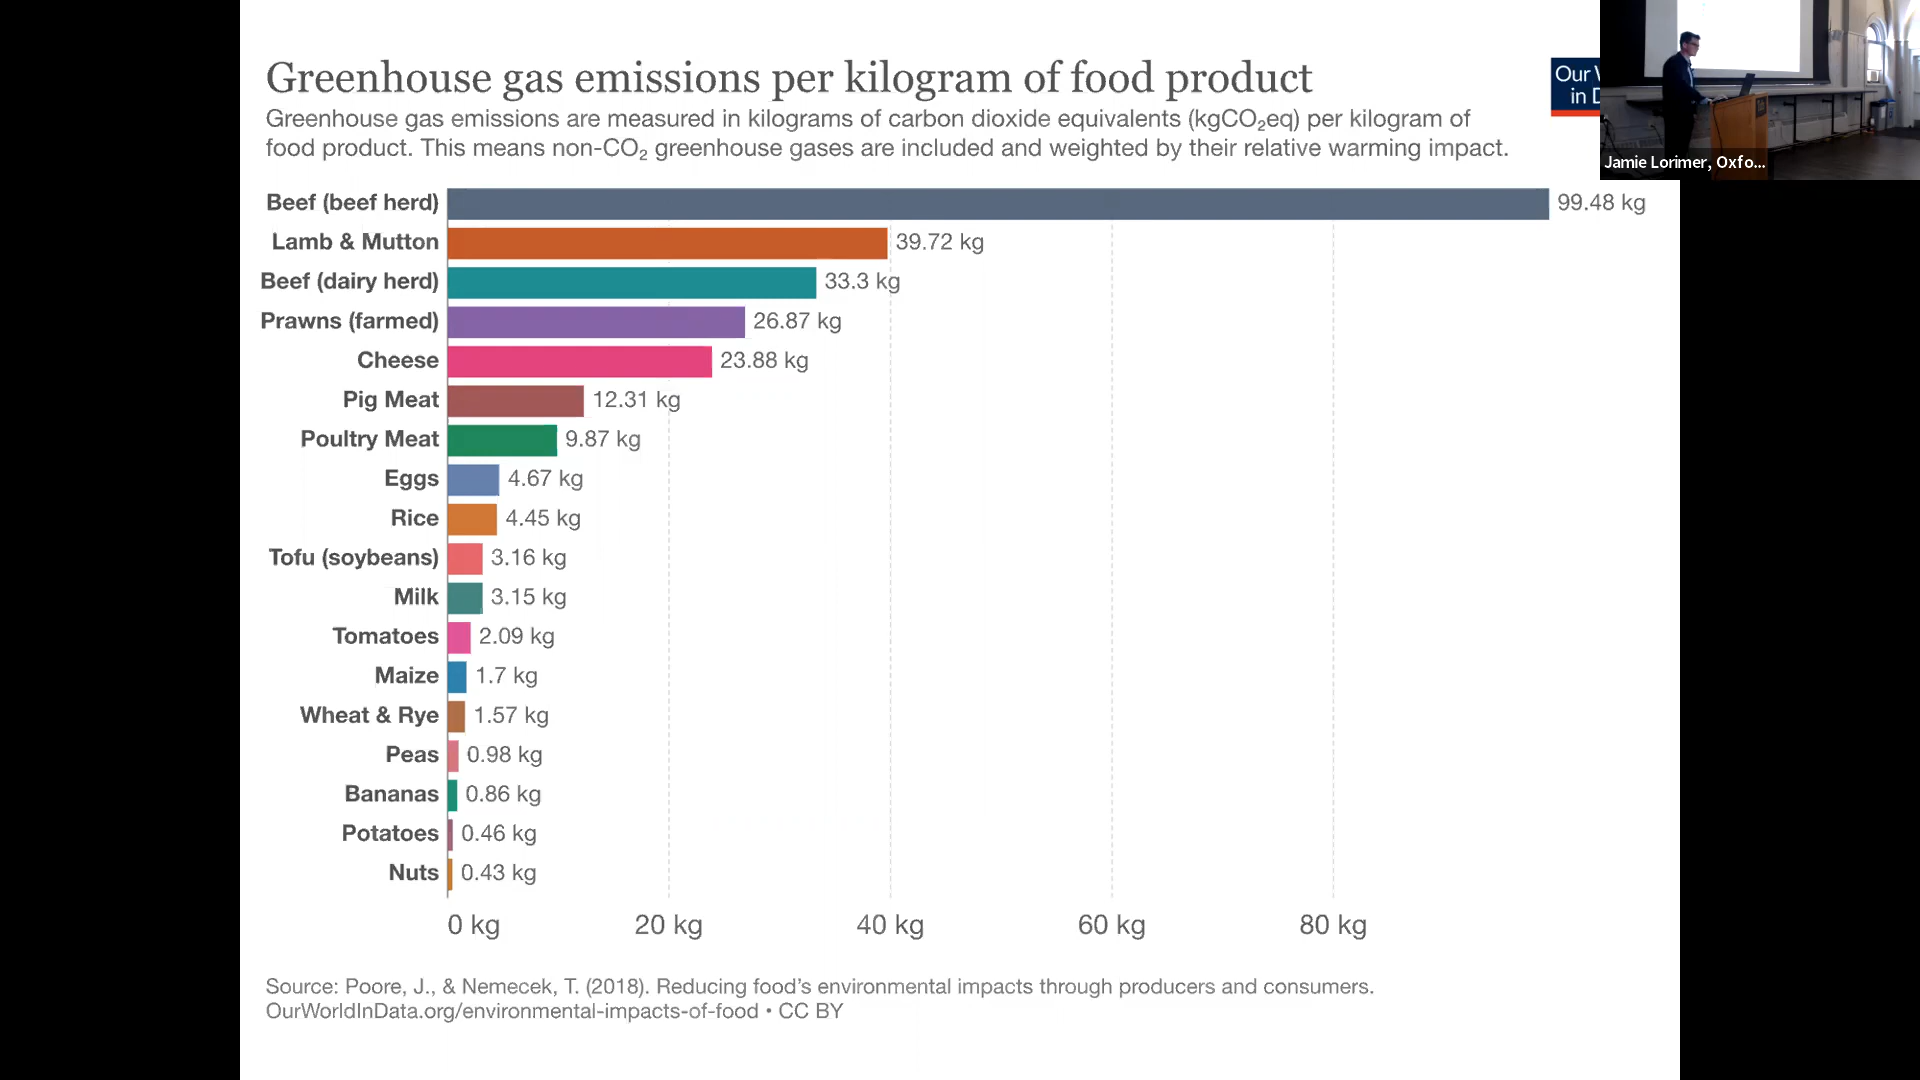 Greenhouse gas emissions per kilogram of food product
Greenhouse gas emissions are measured in kilograms of carbon dioxide equivalents (kgCO₂eq) per kilogram of
food product. This means non-CO₂ greenhouse gases are included and weighted by their relative warming impact.
Our
in
Jamie Lorimer, Oxfo...
Beef (beef herd) 99.48 kg
Lamb & Mutton 39.72 kg
Beef (dairy herd) 33.3 kg
Prawns (farmed) 26.87 kg
Cheese 23.88 kg
Pig Meat 12.31 kg
Poultry Meat 9.87 kg
Eggs 4.67 kg
Rice 4.45 kg
Tofu (soybeans) 3.16 kg
Milk 3.15 kg
Tomatoes 2.09 kg
Maize 1.7 kg
Wheat & Rye 1.57 kg
Peas 0.98 kg
Bananas 0.86 kg
Potatoes 0.46 kg
Nuts 0.43 kg
0 kg 20 kg 40 kg 60 kg 80 kg
Source: Poore, J., & Nemecek, T. (2018). Reducing food's environmental impacts through producers and consumers.
OurWorldInData.org/environmental-impacts-of-food • CC BY